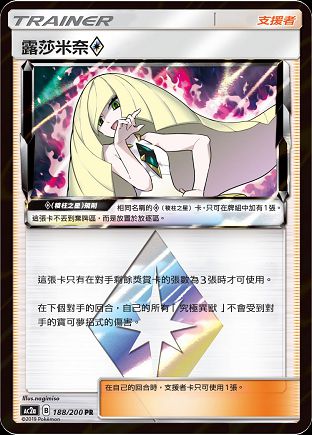 TRAINER 支援者
露莎米奈◇
◇(稜柱之星)規則 相同名稱的◇(稜柱之星)卡,只可在牌組中加有1張。
這張卡不丟到棄牌區,而是放置於放逐區。
這張卡只有在對手剩餘獎賞卡的張數為3張時才可使用。
在下個對手的回合,自己的所有「究極異獸」不會受到對
手的寶可夢招式的傷害。
Illus.nagimiso
AC2a B 188/200 PR
©2019 Pokémon
在自己的回合時,支援者卡只可使用1張。